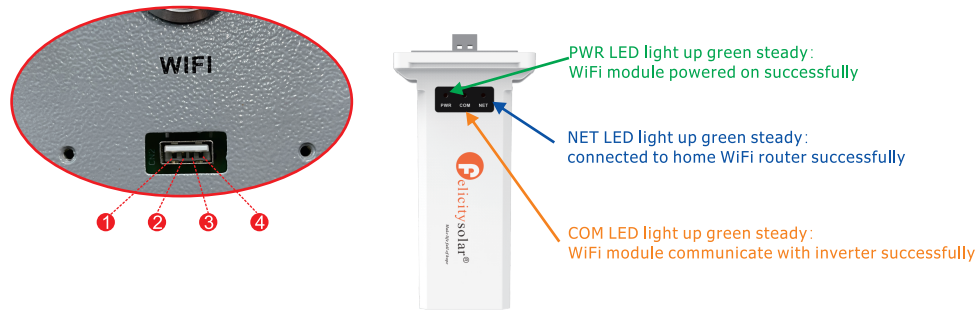 WIFI
1 2 3 4
PWR COM NET
felicitysolar®
PWR LED light up green steady:
WiFi module powered on successfully
NET LED light up green steady:
connected to home WiFi router successfully
COM LED light up green steady:
WiFi module communicate with inverter successfully